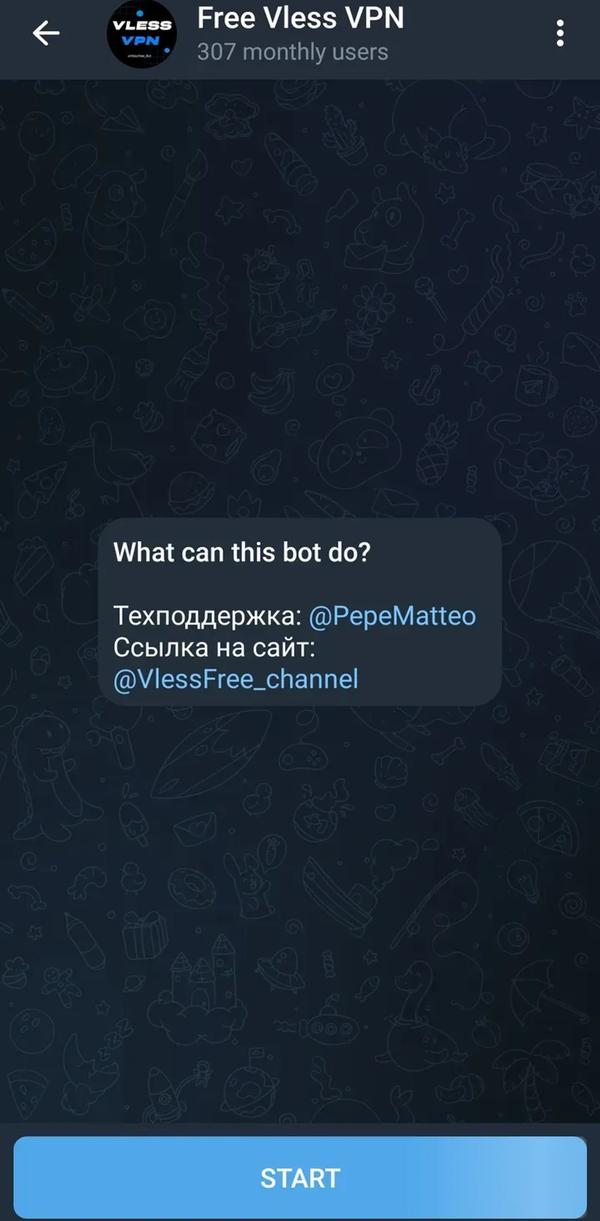 Free Vless VPN
307 monthly users
VLESS
VPN
What can this bot do?
Техподдержка: @PepeMatteo
Ссылка на сайт:
@VlessFree_channel
START